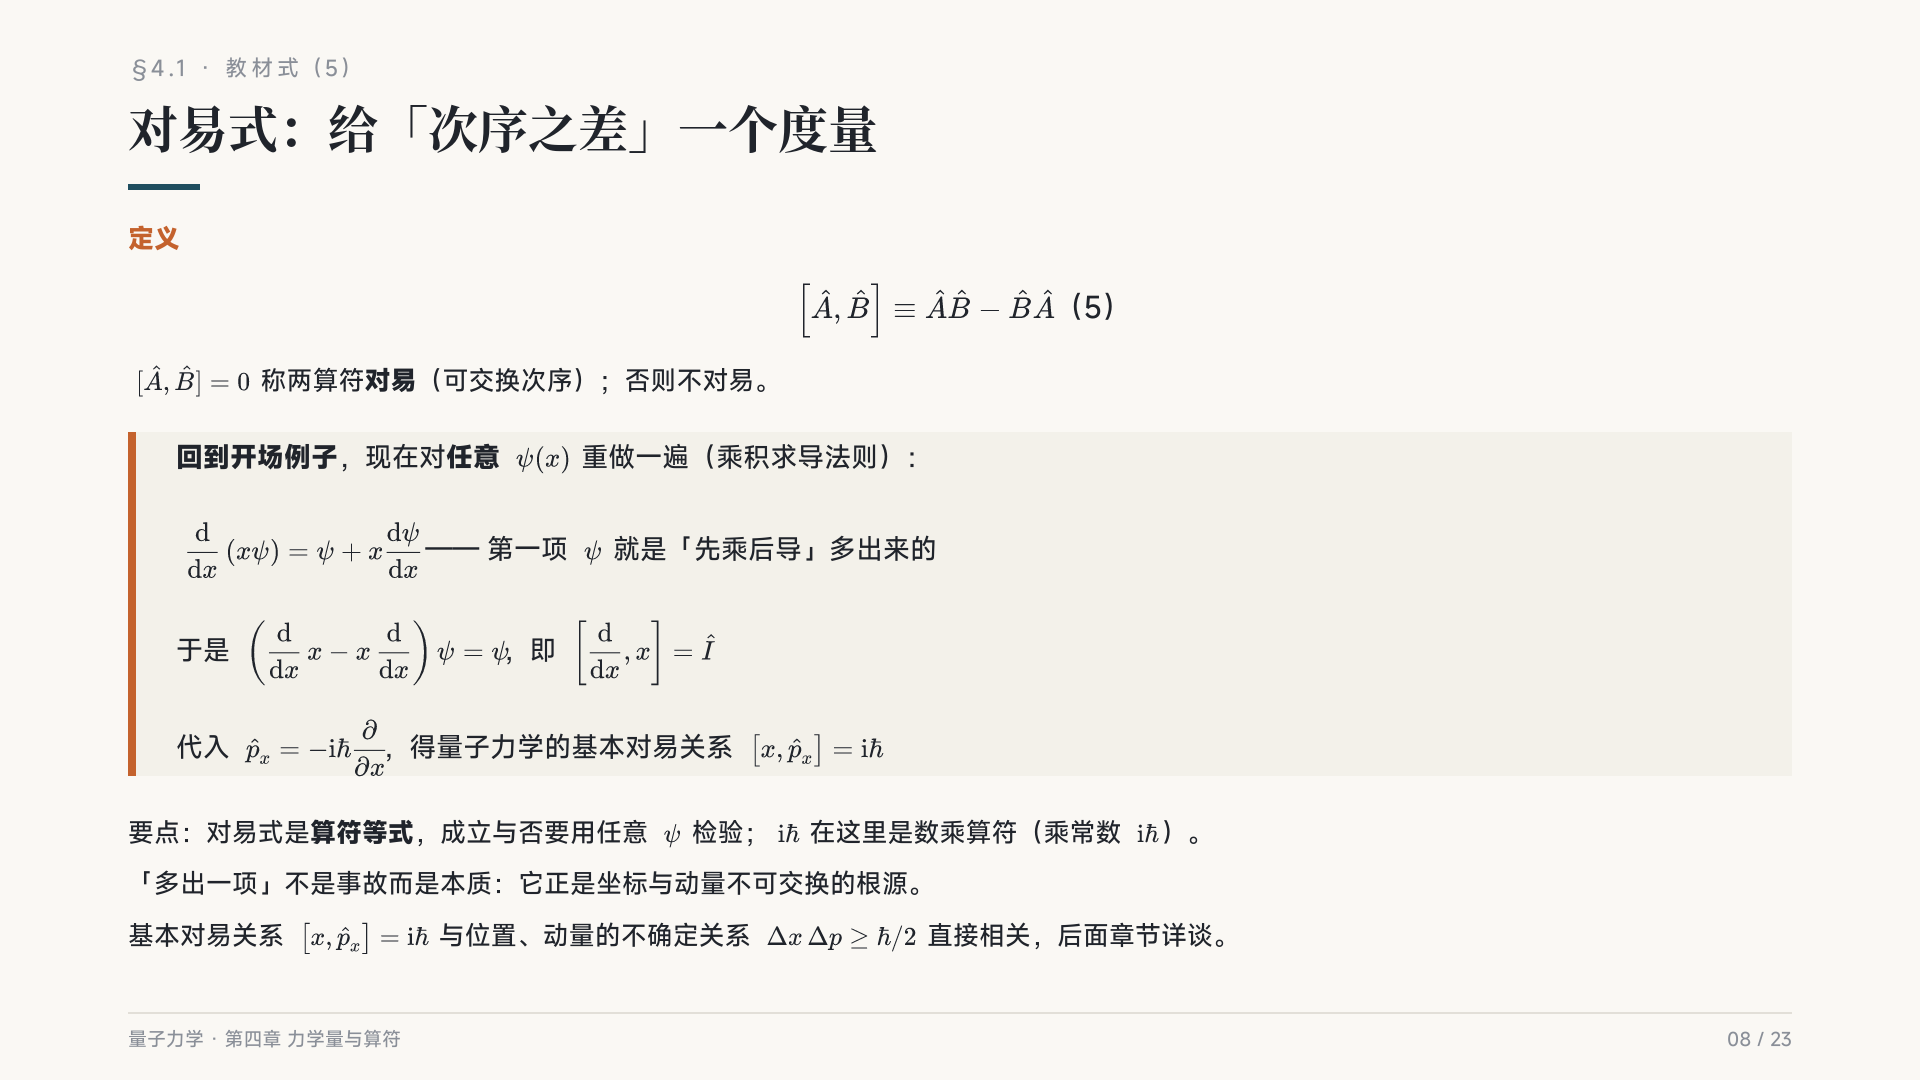 §4.1 · 教材式（5）
对易式：给「次序之差」一个度量
定义
[Â, B̂] ≡ ÂB̂ − B̂Â（5）
[Â, B̂] = 0 称两算符对易（可交换次序）；否则不对易。
回到开场例子，现在对任意 ψ(x) 重做一遍（乘积求导法则）：
d/dx (xψ) = ψ + x dψ/dx —— 第一项 ψ 就是「先乘后导」多出来的
于是 (d/dx x − x d/dx) ψ = ψ，即 [d/dx, x] = Î
代入 p̂ₓ = −iħ ∂/∂x，得量子力学的基本对易关系 [x, p̂ₓ] = iħ
要点：对易式是算符等式，成立与否要用任意 ψ 检验；iħ 在这里是数乘算符（乘常数 iħ）。
「多出一项」不是事故而是本质：它正是坐标与动量不可交换的根源。
基本对易关系 [x, p̂ₓ] = iħ 与位置、动量的不确定关系 Δx Δp ≥ ħ/2 直接相关，后面章节详谈。
量子力学 · 第四章 力学量与算符
08 / 23